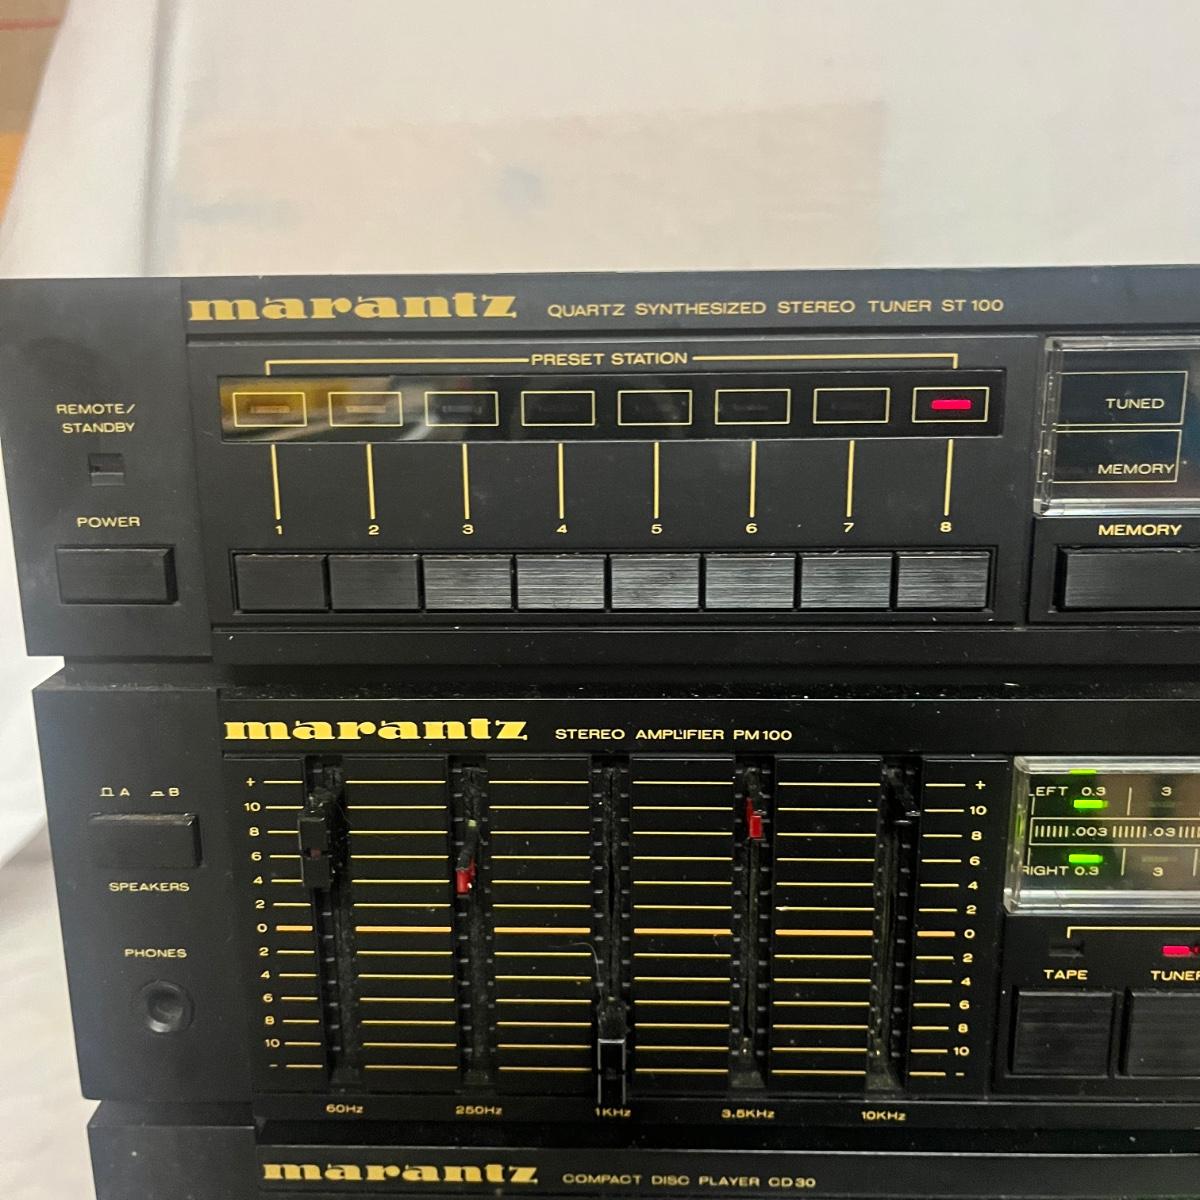 marantz QUARTZ SYNTHESIZED STEREO TUNER ST 100
PRESET STATION
REMOTE/
STANDBY
TUNED
MEMORY
POWER
1 2 3 4 5 6 7 8
MEMORY
marantz STEREO AMPLIFIER PM 100
A B
SPEAKERS
PHONES
+ +
10 10
8 8
6 6
4 4
2 2
0 0
2 2
4 4
6 6
8 8
10 10
- -
60Hz 250Hz 1KHz 3.5KHz 10KHz
LEFT 0.3 3
.003 .03
RIGHT 0.3 3
TAPE TUNER
marantz COMPACT DISC PLAYER CD30